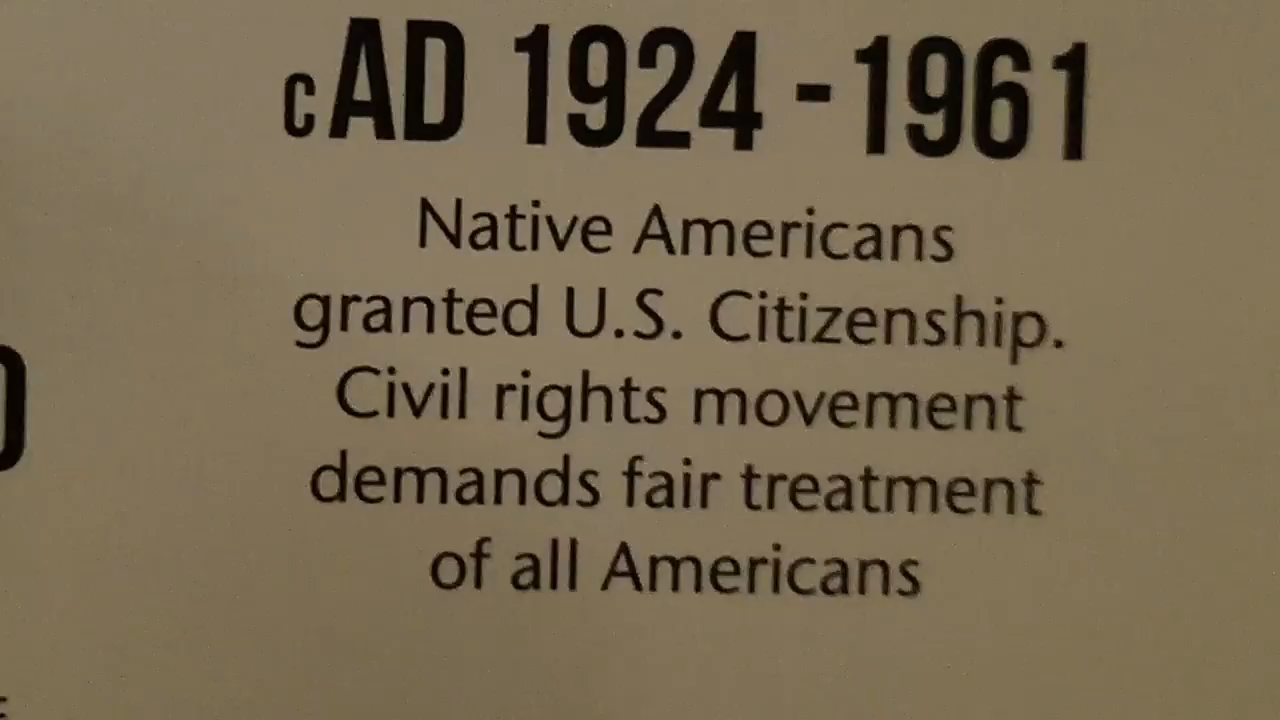 cAD 1924 - 1961
Native Americans
granted U.S. Citizenship.
Civil rights movement
demands fair treatment
of all Americans